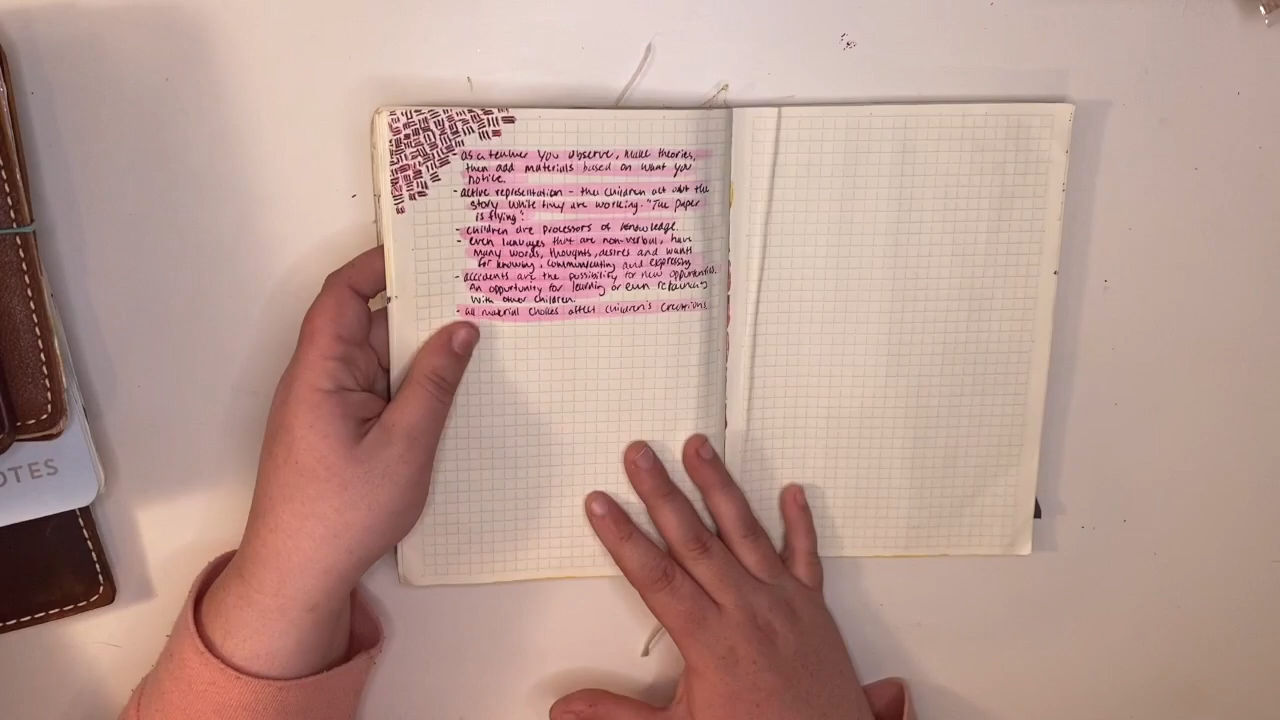 - as a teacher you observe, make theories,
then add materials based on what you
notice.
- active representation - the children act out the
story while they are working. "The paper
is flying".
- children are processors of knowledge.
- even languages that are non-verbal, have
many words, thoughts, desires and wants
for knowing, communicating and expressing
- accidents are the possibility for new opportunities.
An opportunity for learning or even
with other children.
- all material choices affect children's creations.
OTES